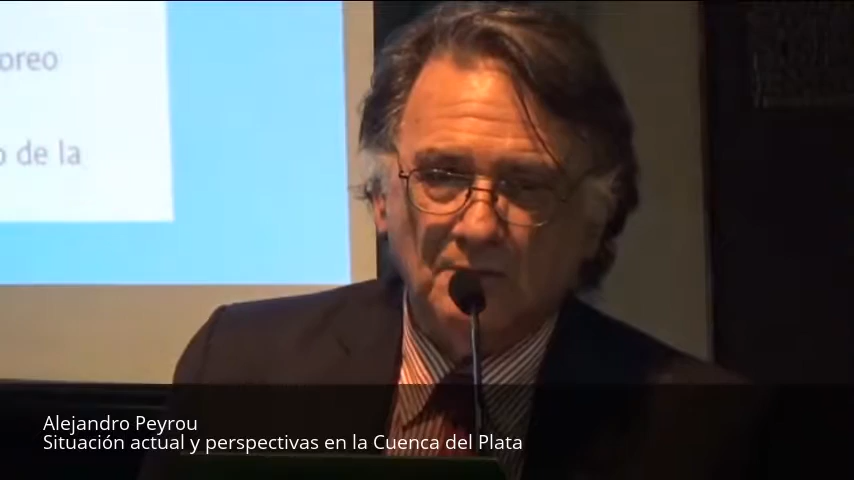 oreo
o de la
Alejandro Peyrou
Situación actual y perspectivas en la Cuenca del Plata